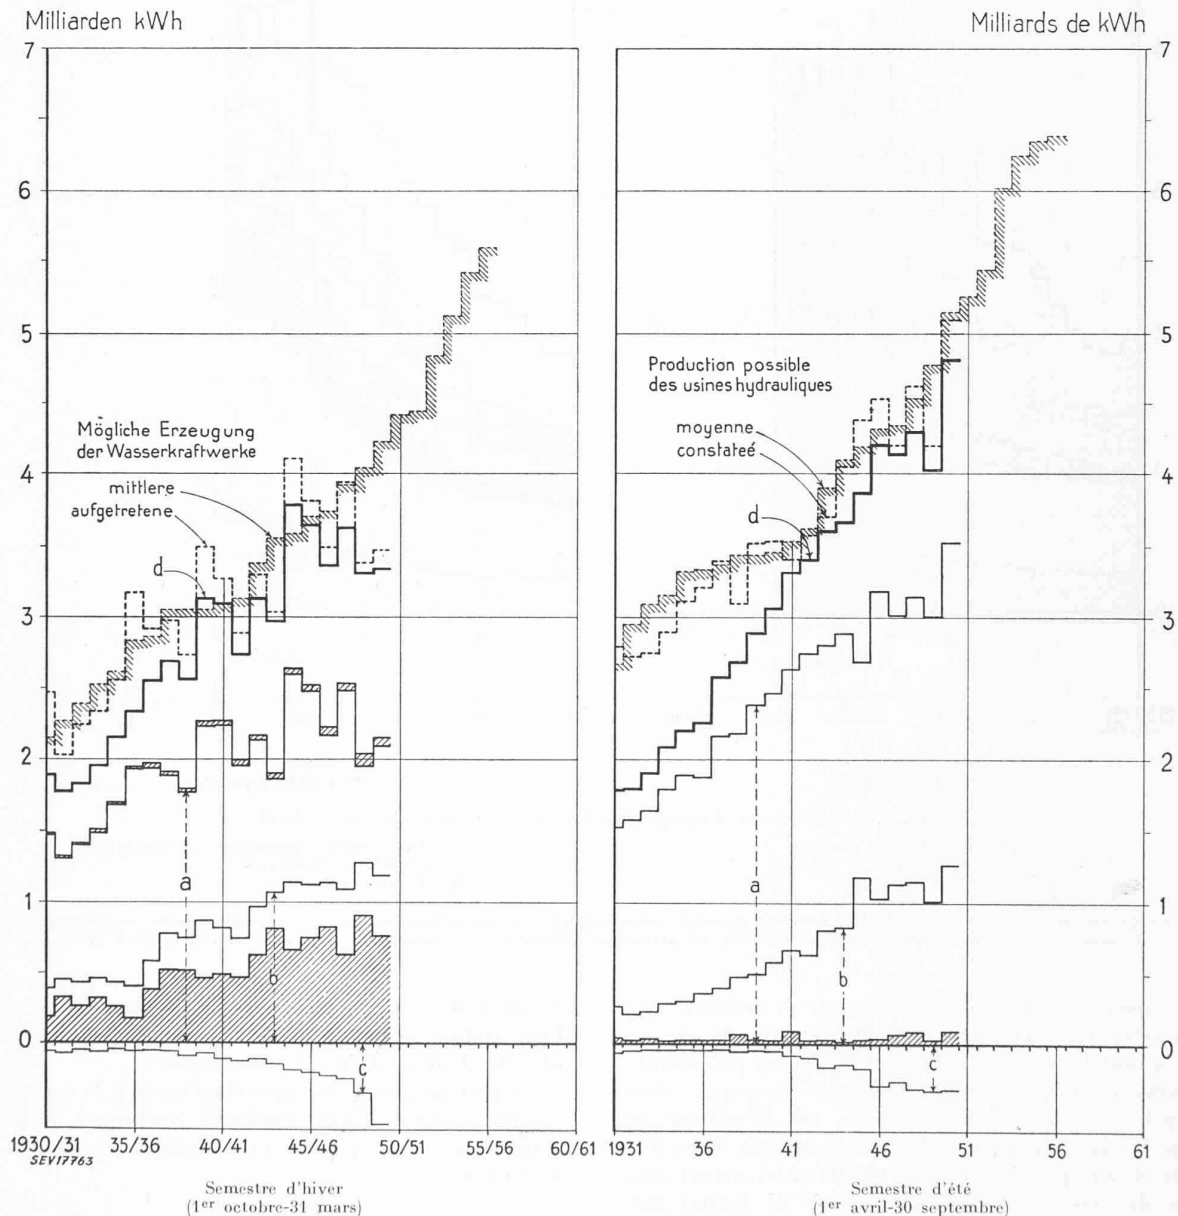 Milliarden kWh
Milliards de kWh
7
6
5
4
3
2
1
0
Mögliche Erzeugung
der Wasserkraftwerke
mittlere
aufgetretene
d
a
b
c
1930/31 35/36 40/41 45/46 50/51 55/56 60/61
SEV17763
Semestre d'hiver
(1er octobre-31 mars)
Production possible
des usines hydrauliques
moyenne
constateé
d
a
b
c
7
6
5
4
3
2
1
0
1931 36 41 46 51 56 61
Semestre d'été
(1er avril-30 septembre)